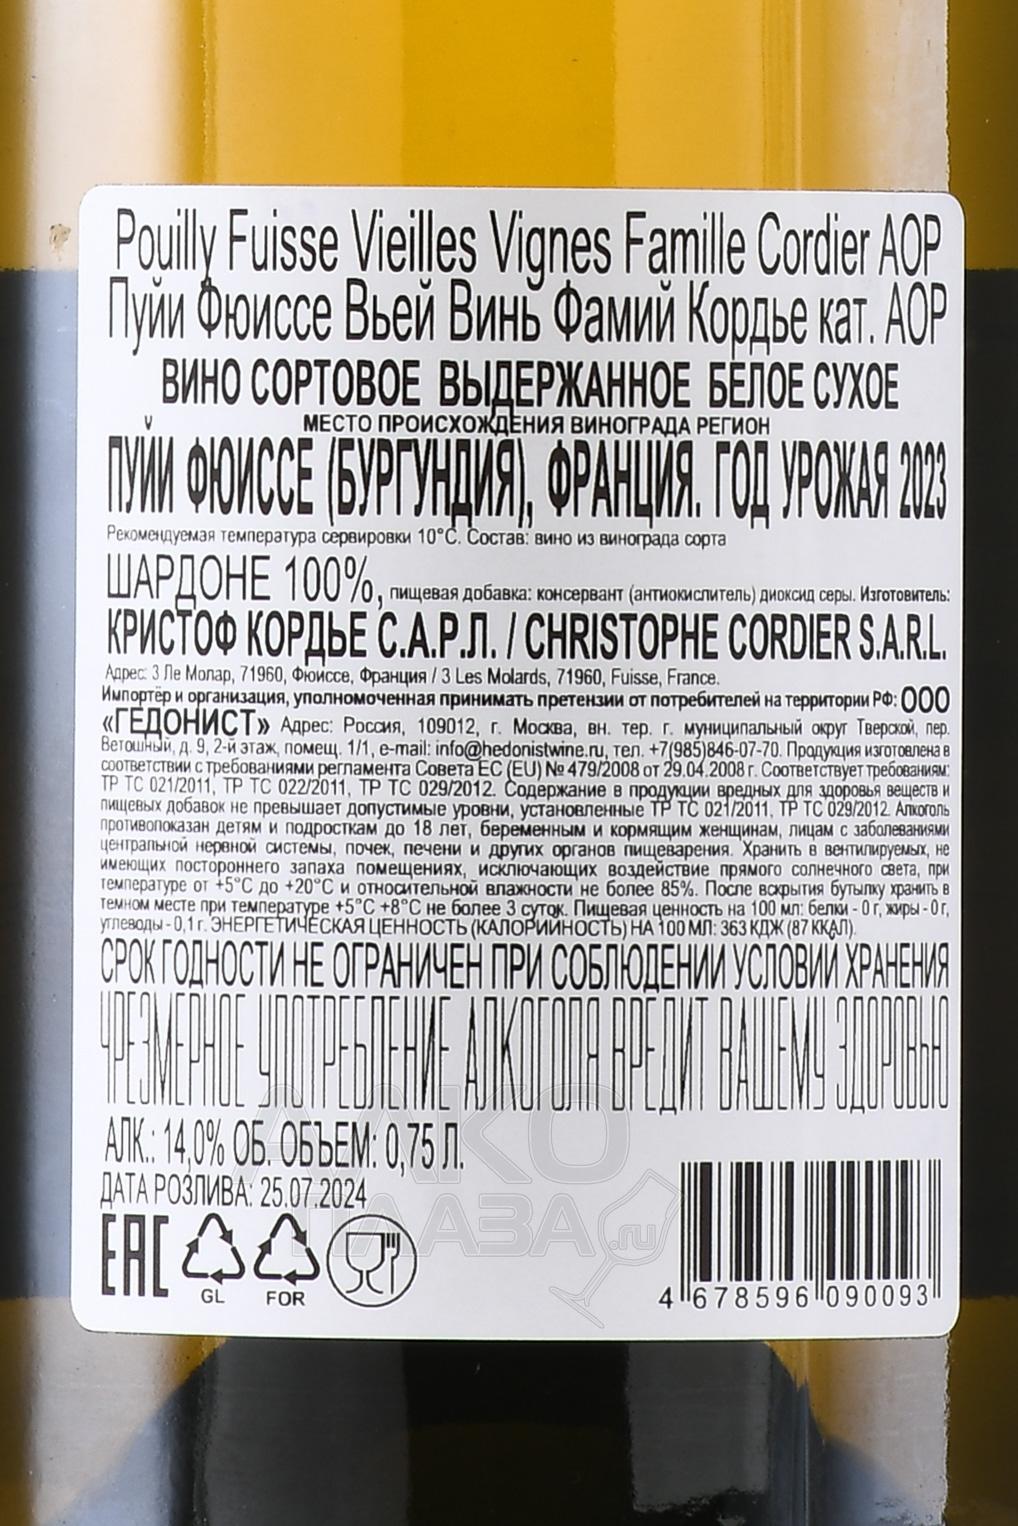 Pouilly Fuisse Vieilles Vignes Famille Cordier AOP
Пуйи Фюиссе Вьей Винь Фамий Кордье кат. АОР
ВИНО СОРТОВОЕ ВЫДЕРЖАННОЕ БЕЛОЕ СУХОЕ
МЕСТО ПРОИСХОЖДЕНИЯ ВИНОГРАДА РЕГИОН
ПУЙИ ФЮИССЕ (БУРГУНДИЯ), ФРАНЦИЯ. ГОД УРОЖАЯ 2023
Рекомендуемая температура сервировки 10°С. Состав: вино из винограда сорта
ШАРДОНЕ 100%, пищевая добавка: консервант (антиокислитель) диоксид серы. Изготовитель:
КРИСТОФ КОРДЬЕ С.А.Р.Л. / CHRISTOPHE CORDIER S.A.R.L.
Адрес: 3 Ле Молар, 71960, Фюиссе, Франция / 3 Les Molards, 71960, Fuisse, France.
Импортёр и организация, уполномоченная принимать претензии от потребителей на территории РФ: ООО
«ГЕДОНИСТ» Адрес: Россия, 109012, г. Москва, вн. тер. г. муниципальный округ Тверской, пер.
Ветошный, д. 9, 2-й этаж, помещ. 1/1, e-mail: info@hedonistwine.ru, тел. +7(985)846-07-70. Продукция изготовлена в
соответствии с требованиями регламента Совета ЕС (EU) № 479/2008 от 29.04.2008 г. Соответствует требованиям:
ТР ТС 021/2011, ТР ТС 022/2011, ТР ТС 029/2012. Содержание в продукции вредных для здоровья веществ и
пищевых добавок не превышает допустимые уровни, установленные ТР ТС 021/2011, ТР ТС 029/2012. Алкоголь
противопоказан детям и подросткам до 18 лет, беременным и кормящим женщинам, лицам с заболеваниями
центральной нервной системы, почек, печени и других органов пищеварения. Хранить в вентилируемых, не
имеющих постороннего запаха помещениях, исключающих воздействие прямого солнечного света, при
температуре от +5°С до +20°С и относительной влажности не более 85%. После вскрытия бутылку хранить в
темном месте при температуре +5°С +8°С не более 3 суток. Пищевая ценность на 100 мл: белки - 0 г, жиры - 0 г,
углеводы - 0,1 г. ЭНЕРГЕТИЧЕСКАЯ ЦЕННОСТЬ (КАЛОРИЙНОСТЬ) НА 100 МЛ: 363 КДЖ (87 ККАЛ).
СРОК ГОДНОСТИ НЕ ОГРАНИЧЕН ПРИ СОБЛЮДЕНИИ УСЛОВИЙ ХРАНЕНИЯ
ЧРЕЗМЕРНОЕ УПОТРЕБЛЕНИЕ АЛКОГОЛЯ ВРЕДИТ ВАШЕМУ ЗДОРОВЬЮ
АЛК.: 14,0% ОБ. ОБЪЕМ: 0,75 Л.
ДАТА РОЗЛИВА: 25.07.2024
АЛКО
ПЛАЗА.ru
EAC
GL FOR
4 678596 090093